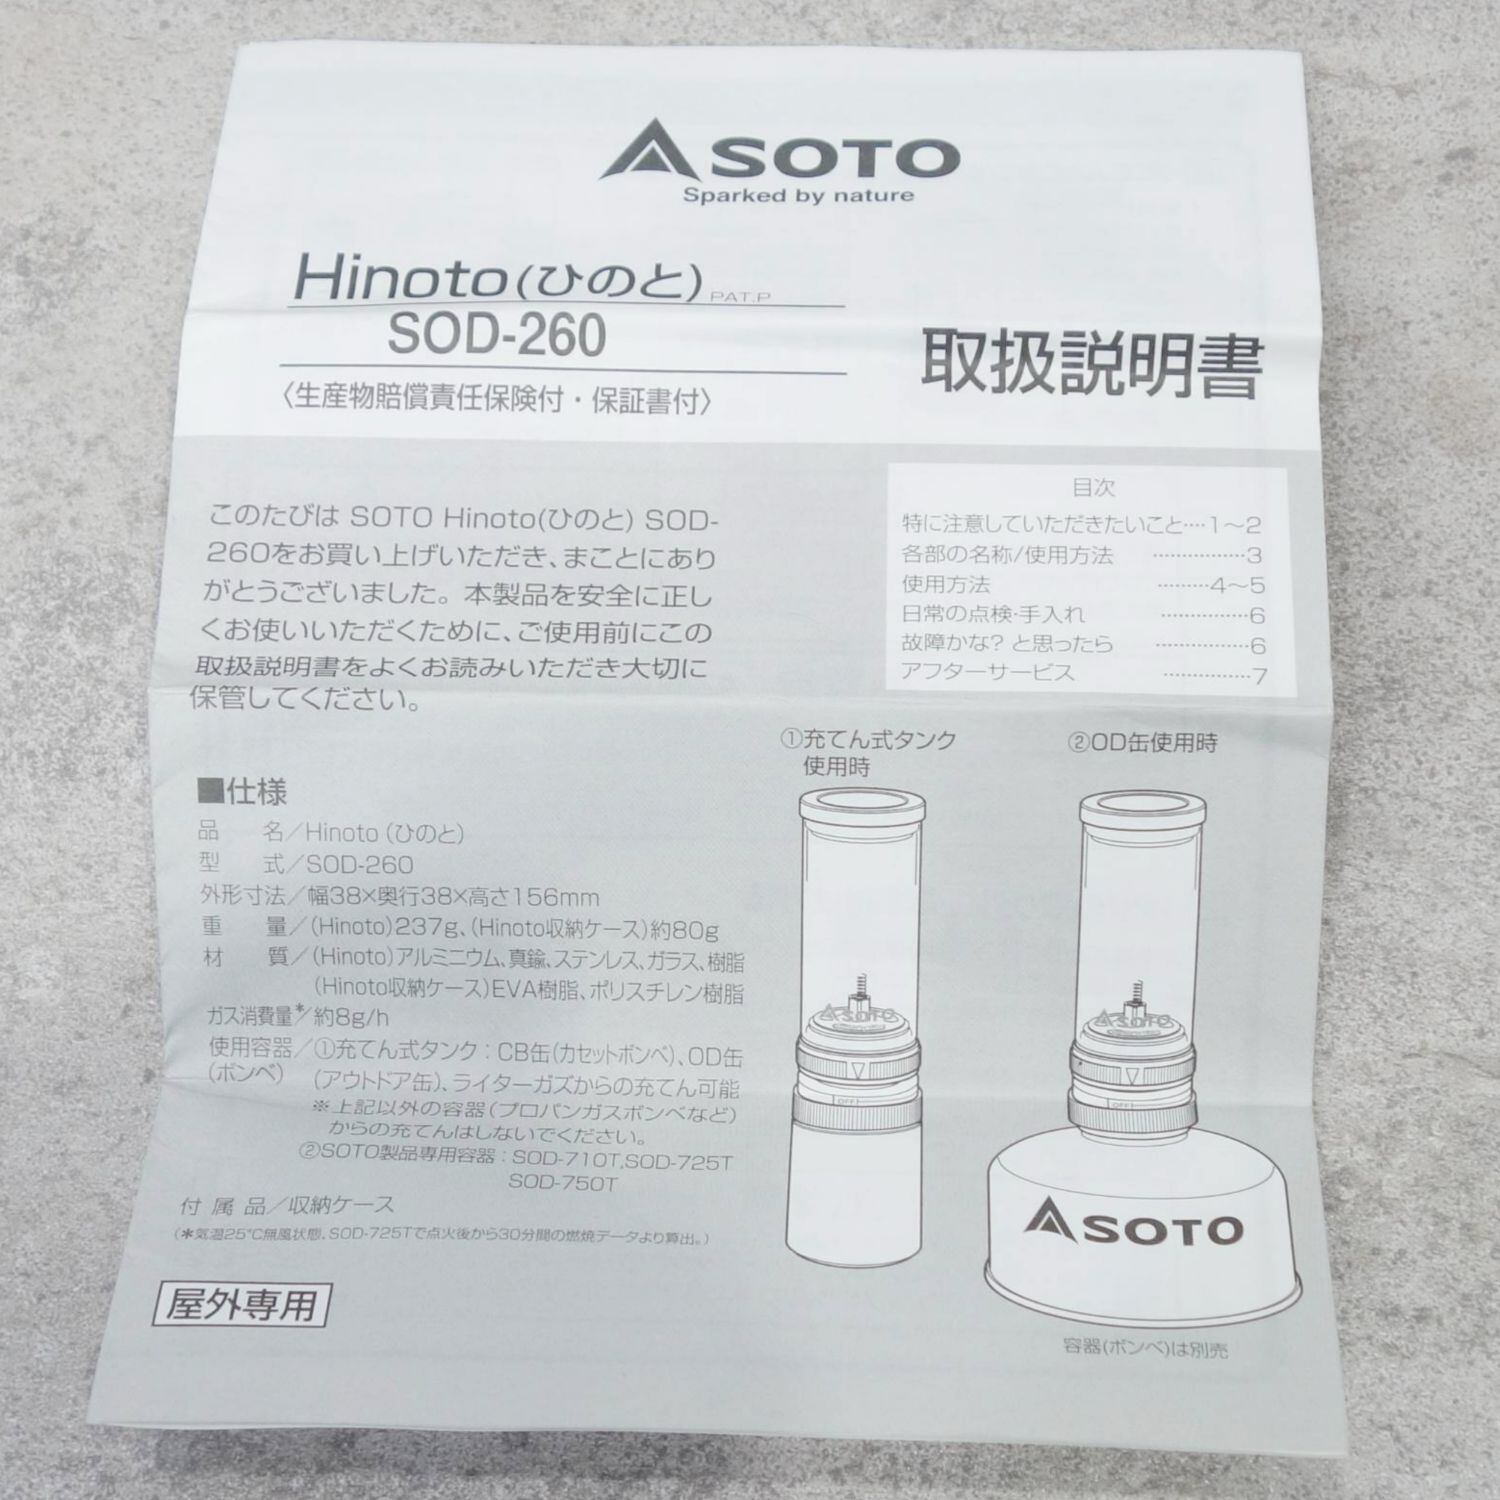 SOTO
Sparked by nature
Hinoto(ひのと) PAT.P
SOD-260
〈生産物賠償責任保険付・保証書付〉
取扱説明書
このたびは SOTO Hinoto(ひのと) SOD-
260をお買い上げいただき、まことにあり
がとうございました。本製品を安全に正し
くお使いいただくために、ご使用前にこの
取扱説明書をよくお読みいただき大切に
保管してください。
目次
特に注意していただきたいこと…1〜2
各部の名称/使用方法 ……………3
使用方法 ………4〜5
日常の点検・手入れ ……………6
故障かな? と思ったら ……………6
アフターサービス ……………7
■仕様
品 名/Hinoto (ひのと)
型 式/SOD-260
外形寸法/幅38×奥行38×高さ156mm
重 量/(Hinoto)237g、(Hinoto収納ケース)約80g
材 質/(Hinoto)アルミニウム、真鍮、ステンレス、ガラス、樹脂
(Hinoto収納ケース)EVA樹脂、ポリスチレン樹脂
ガス消費量*/約8g/h
使用容器/①充てん式タンク：CB缶(カセットボンベ)、OD缶
(ボンベ) (アウトドア缶)、ライターガスからの充てん可能
※上記以外の容器(プロパンガスボンベなど)
からの充てんはしないでください。
②SOTO製品専用容器：SOD-710T,SOD-725T
SOD-750T
付属品/収納ケース
(*気温25℃無風状態、SOD-725Tで点火後から30分間の燃焼データより算出。)
屋外専用
①充てん式タンク
使用時
SOTO
OFF
②OD缶使用時
SOTO
OFF
SOTO
容器(ボンベ)は別売